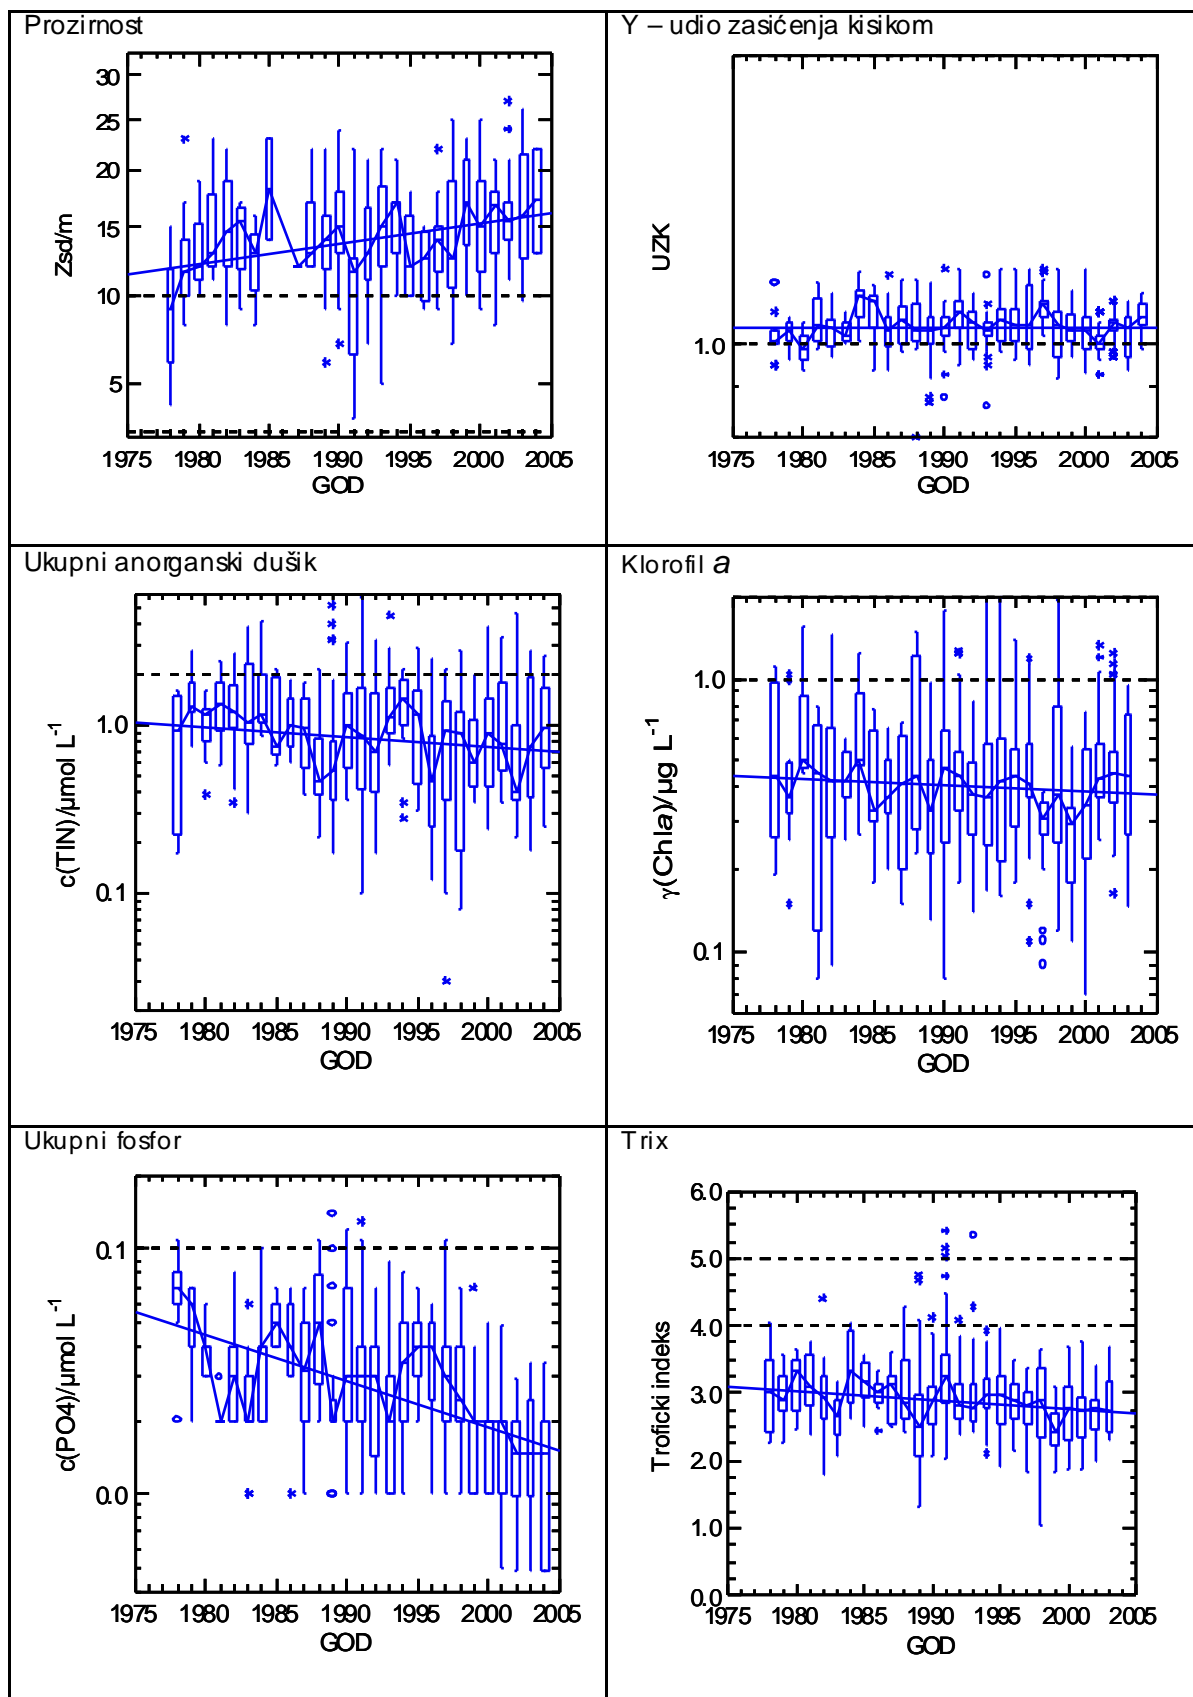 Prozirnost
30
25
20
15
10
5
Zsd/m
1975 1980 1985 1990 1995 2000 2005
GOD
Y – udio zasićenja kisikom
UZK
1.0
1975 1980 1985 1990 1995 2000 2005
GOD
Ukupni anorganski dušik
c(TIN)/µmol L⁻¹
1.0
0.1
1975 1980 1985 1990 1995 2000 2005
GOD
Klorofil a
γ(Chla)/µg L⁻¹
1.0
0.1
1975 1980 1985 1990 1995 2000 2005
GOD
Ukupni fosfor
c(PO4)/µmol L⁻¹
0.1
0.0
1975 1980 1985 1990 1995 2000 2005
GOD
Trix
Troficki indeks
6.0
5.0
4.0
3.0
2.0
1.0
0.0
1975 1980 1985 1990 1995 2000 2005
GOD